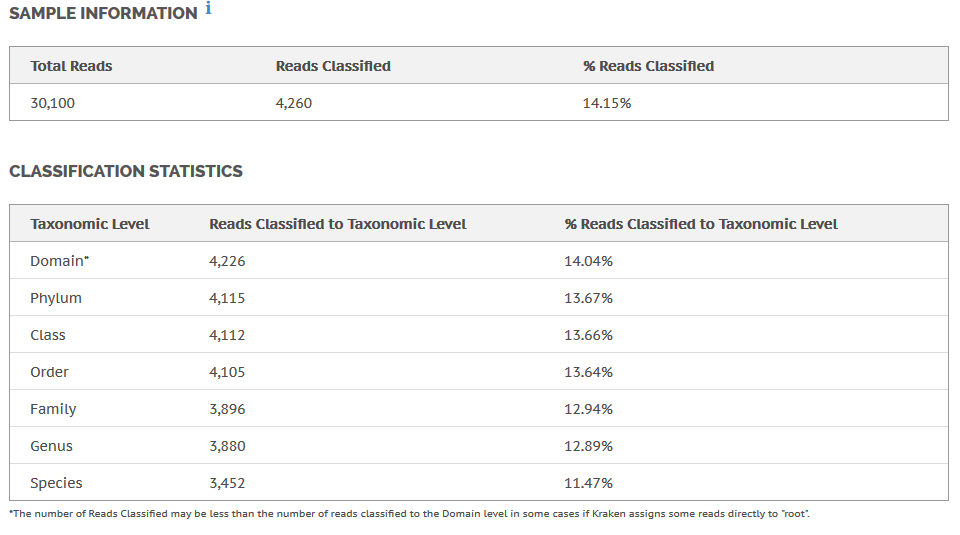 SAMPLE INFORMATION i
Total Reads Reads Classified % Reads Classified
30,100 4,260 14.15%
CLASSIFICATION STATISTICS
Taxonomic Level Reads Classified to Taxonomic Level % Reads Classified to Taxonomic Level
Domain* 4,226 14.04%
Phylum 4,115 13.67%
Class 4,112 13.66%
Order 4,105 13.64%
Family 3,896 12.94%
Genus 3,880 12.89%
Species 3,452 11.47%
*The number of Reads Classified may be less than the number of reads classified to the Domain level in some cases if Kraken assigns some reads directly to "root".